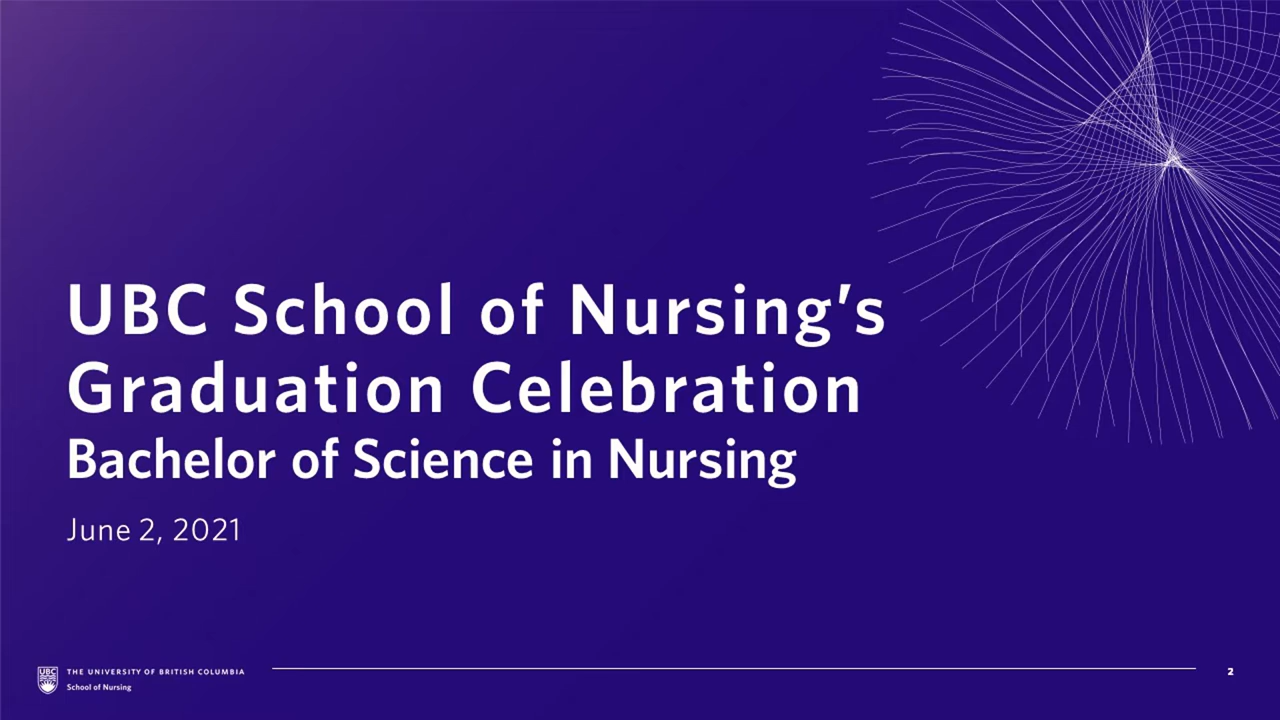 UBC School of Nursing’s
Graduation Celebration
Bachelor of Science in Nursing
June 2, 2021
UBC
THE UNIVERSITY OF BRITISH COLUMBIA
School of Nursing
2